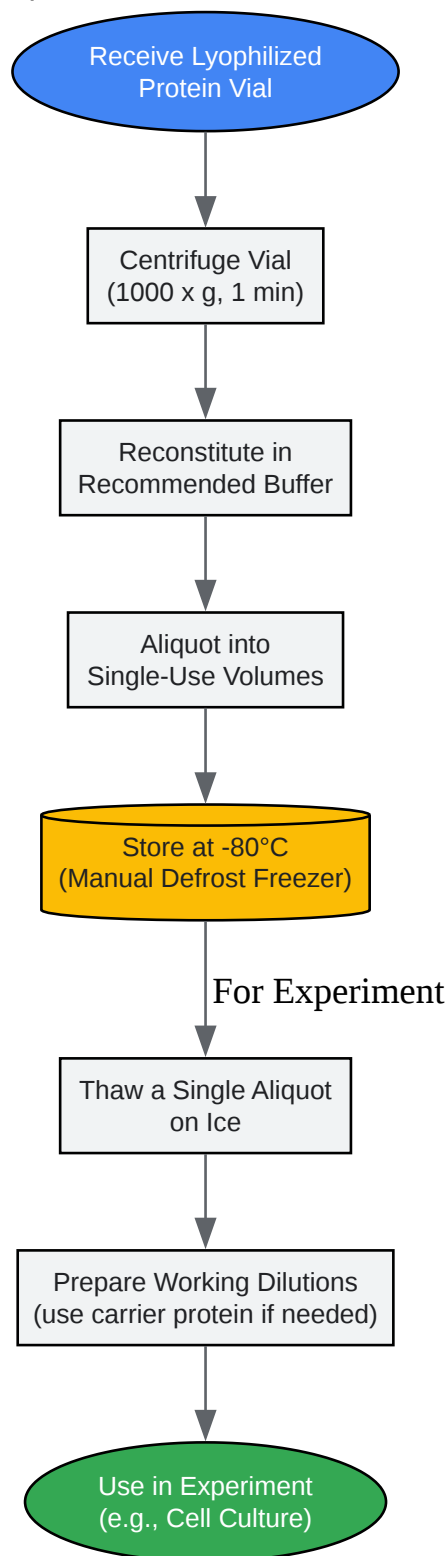 Receive Lyophilized
Protein Vial
Centrifuge Vial
(1000 x g, 1 min)
Reconstitute in
Recommended Buffer
Aliquot into
Single-Use Volumes
Store at -80°C
(Manual Defrost Freezer)
For Experiment
Thaw a Single Aliquot
on Ice
Prepare Working Dilutions
(use carrier protein if needed)
Use in Experiment
(e.g., Cell Culture)